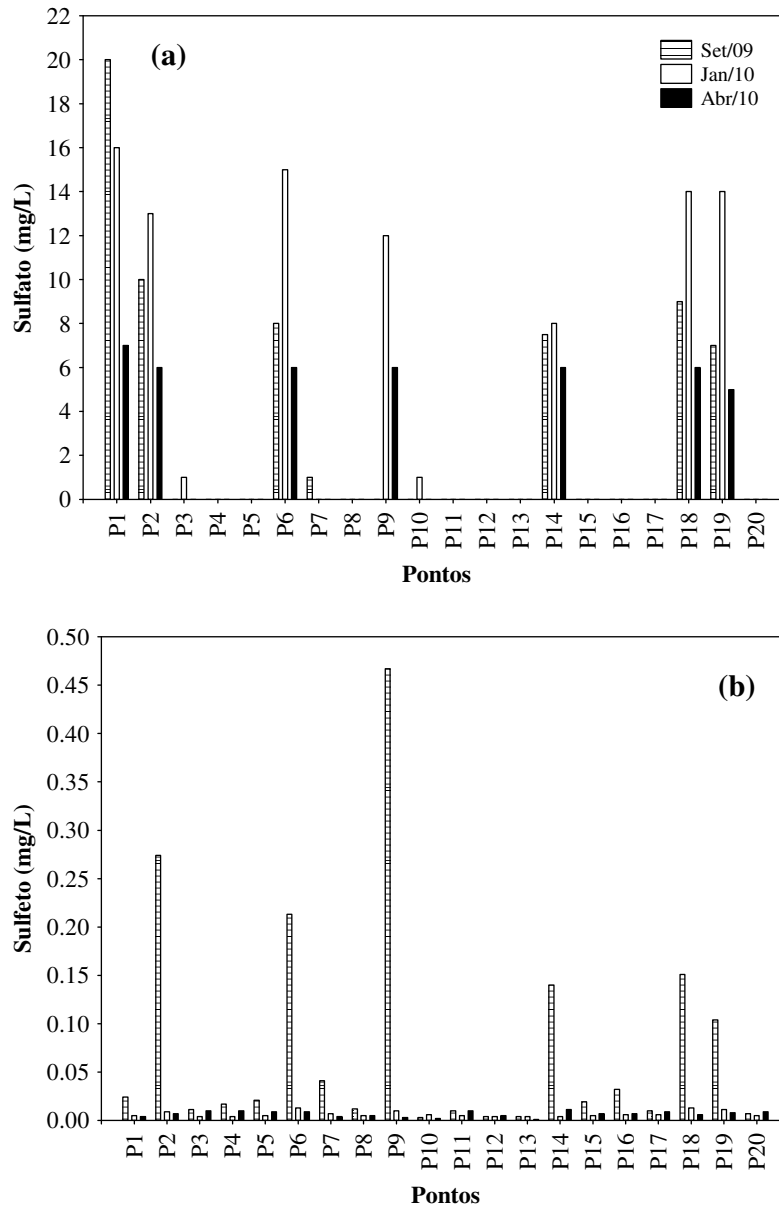 (a)
Set/09
Jan/10
Abr/10
Sulfato (mg/L)
22
20
18
16
14
12
10
8
6
4
2
0
P1 P2 P3 P4 P5 P6 P7 P8 P9 P10 P11 P12 P13 P14 P15 P16 P17 P18 P19 P20
Pontos
(b)
Sulfeto (mg/L)
0.50
0.45
0.40
0.35
0.30
0.25
0.20
0.15
0.10
0.05
0.00
P1 P2 P3 P4 P5 P6 P7 P8 P9 P10 P11 P12 P13 P14 P15 P16 P17 P18 P19 P20
Pontos